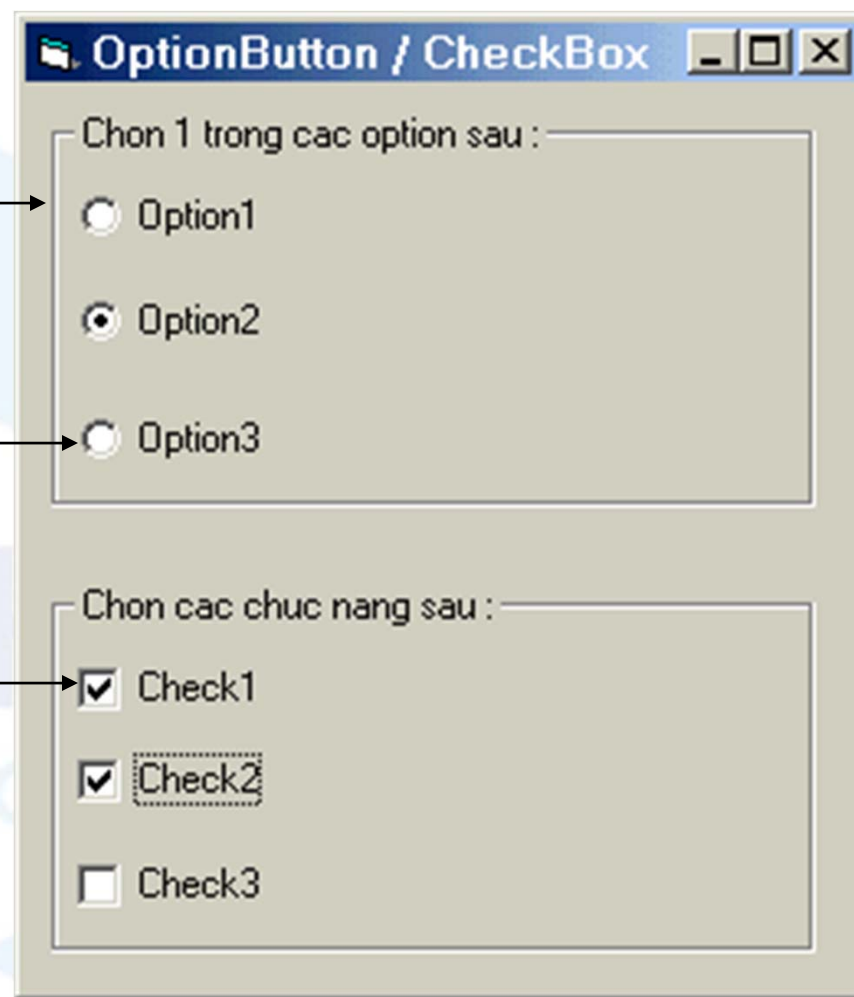 OptionButton / CheckBox
Chon 1 trong cac option sau :
Option1
Option2
Option3
Chon cac chuc nang sau :
Check1
Check2
Check3